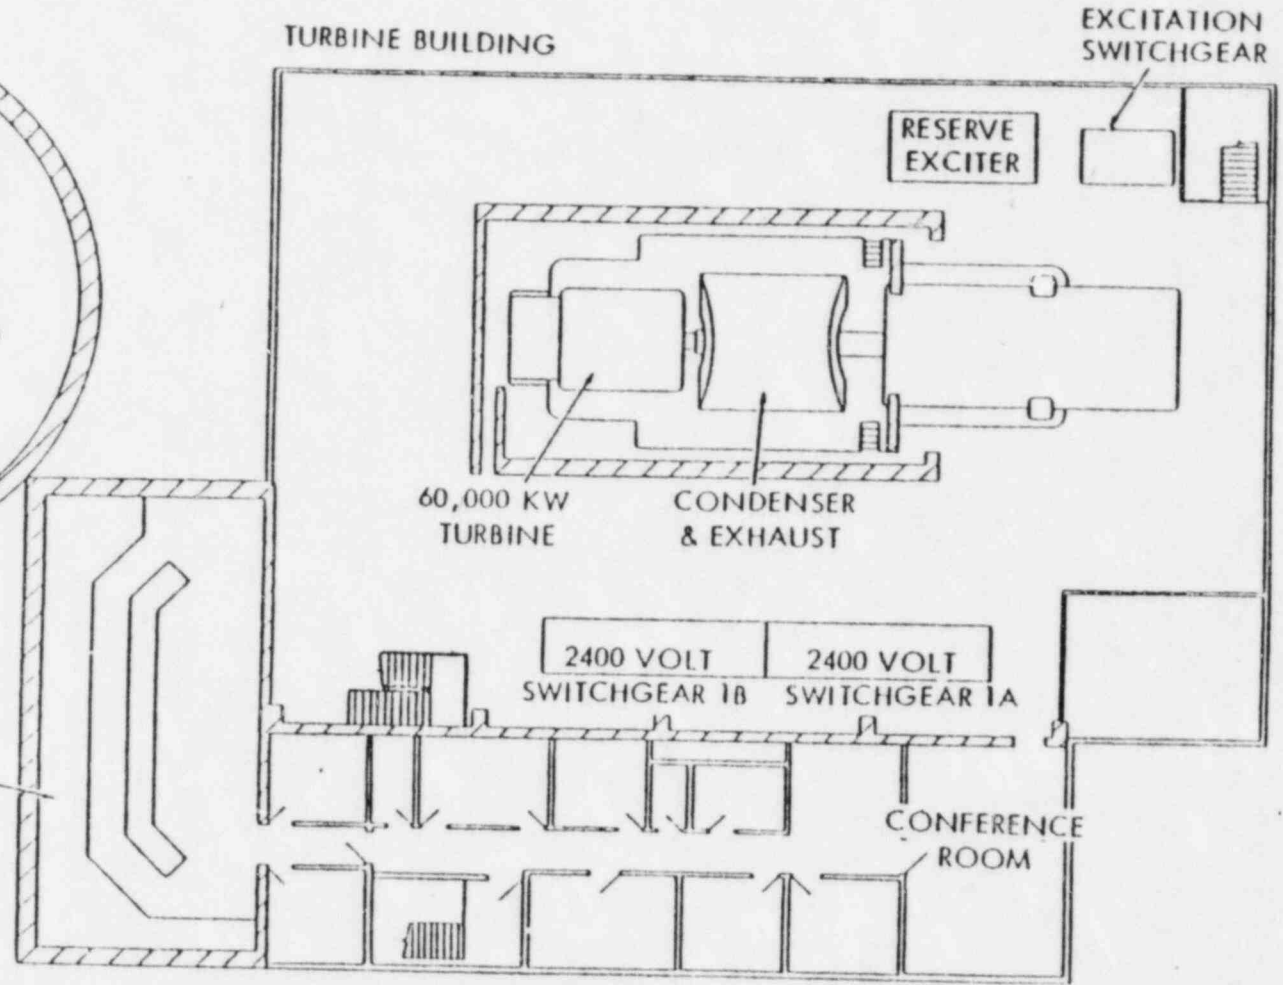 TURBINE BUILDING
EXCITATION
SWITCHGEAR
RESERVE
EXCITER
60,000 KW
TURBINE
CONDENSER
& EXHAUST
2400 VOLT
SWITCHGEAR 1B
2400 VOLT
SWITCHGEAR 1A
CONFERENCE
ROOM